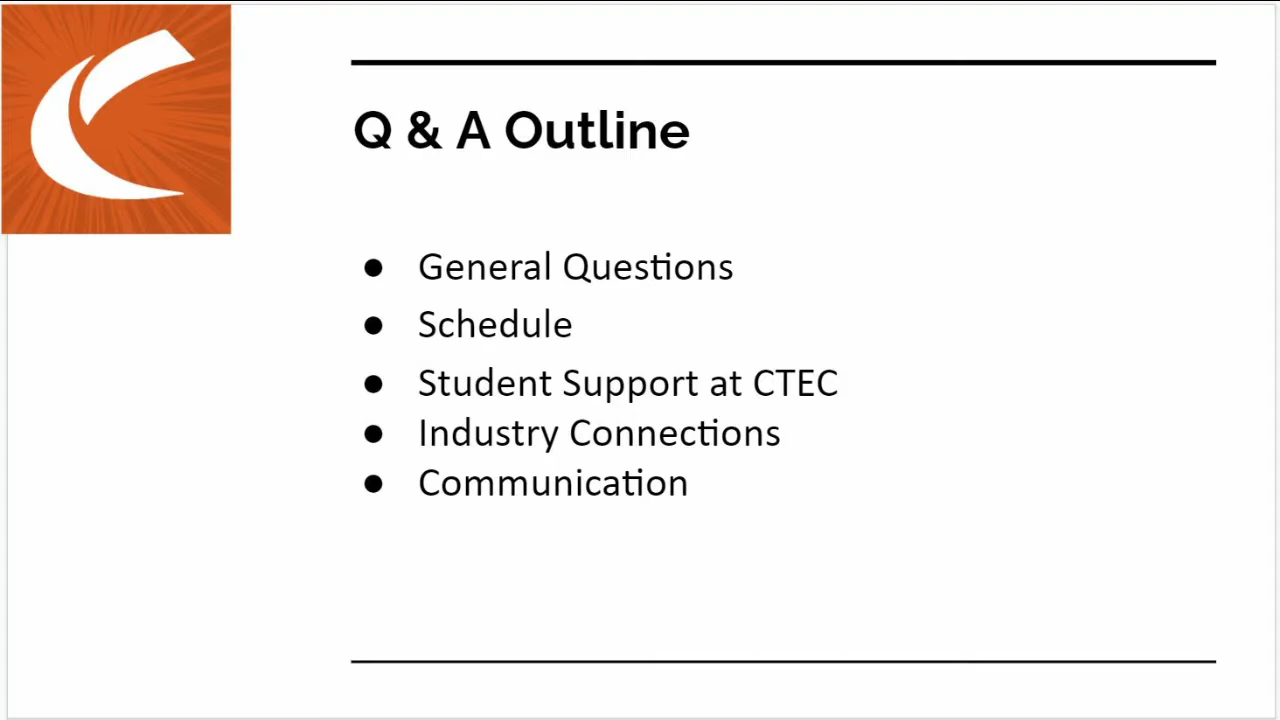 Q & A Outline
● General Questions
● Schedule
● Student Support at CTEC
● Industry Connections
● Communication